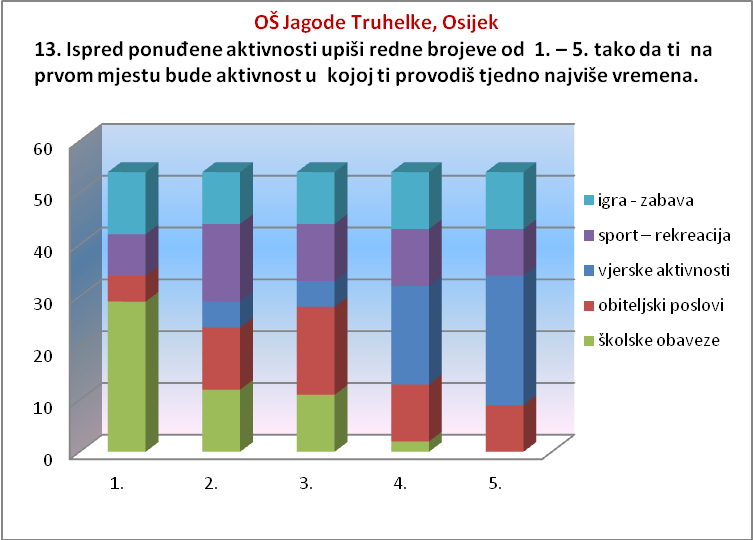 OŠ Jagode Truhelke, Osijek
13. Ispred ponuđene aktivnosti upiši redne brojeve od 1. – 5. tako da ti na
prvom mjestu bude aktivnost u kojoj ti provodiš tjedno najviše vremena.
60
50
40
30
20
10
0
1.
2.
3.
4.
5.
igra - zabava
sport – rekreacija
vjerske aktivnosti
obiteljski poslovi
školske obaveze